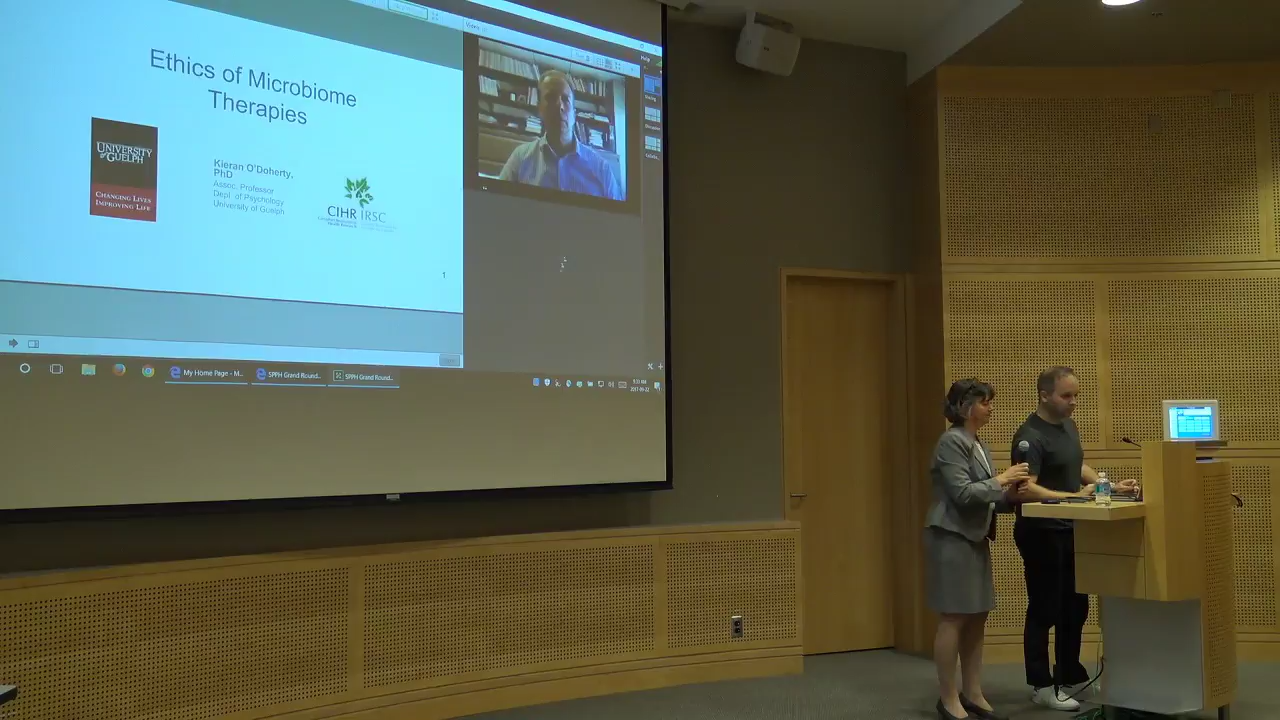 Video
Ethics of Microbiome
Therapies
UNIVERSITY
of GUELPH
CHANGING LIVES
IMPROVING LIFE
Kieran O'Doherty,
PhD
Assoc. Professor
Dept. of Psychology
University of Guelph
CIHR IRSC
1
My Home Page - M...
SPPH Grand Round...
SPPH Grand Round...